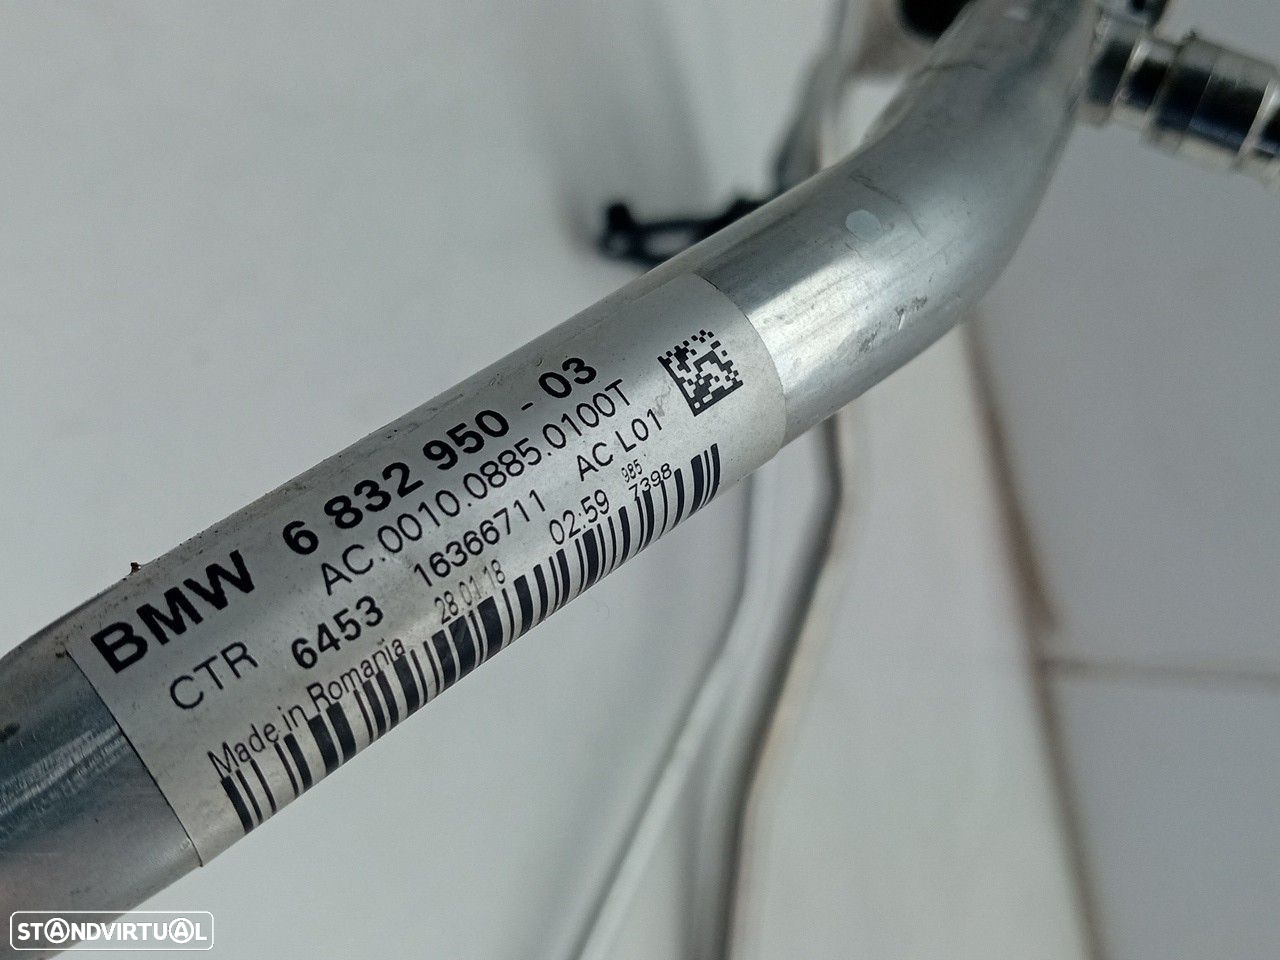 BMW 6 832 950 - 03
AC.0010.0885.0100T
CTR 6453 16366711 AC L01
Made in Romania 28.01.18 02:59 985 7398
STANDVIRTUAL